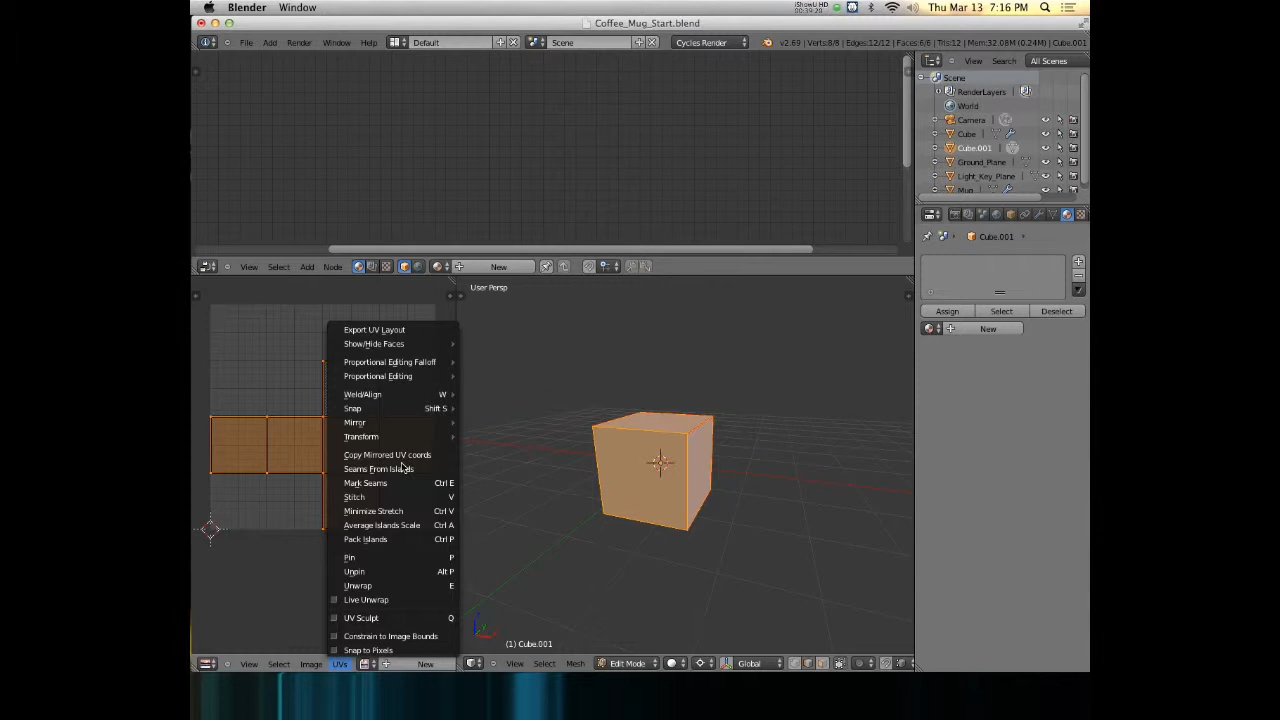 Blender Window
iShowU HD
00:39:20
Thu Mar 13 7:16 PM
Coffee_Mug_Start.blend
File Add Render Window Help Default Scene Cycles Render v2.69 | Verts:8/8 | Edges:12/12 | Faces:6/6 | Tris:12 | Mem:32.08M (0.24M) | Cube.001
View Search All Scenes
Scene
RenderLayers
World
Camera
Cube
Cube.001
Ground_Plane
Light_Key_Plane
Mug
Cube.001
View Select Add Node New
User Persp
Assign Select Deselect
New
Export UV Layout
Show/Hide Faces
Proportional Editing Falloff
Proportional Editing
Weld/Align W
Snap Shift S
Mirror
Transform
Copy Mirrored UV coords
Seams From Islands
Mark Seams Ctrl E
Stitch V
Minimize Stretch Ctrl V
Average Islands Scale Ctrl A
Pack Islands Ctrl P
Pin P
Unpin Alt P
Unwrap E
Live Unwrap
UV Sculpt Q
Constrain to Image Bounds
Snap to Pixels
(1) Cube.001
View Select Image UVs New
View Select Mesh Edit Mode Global